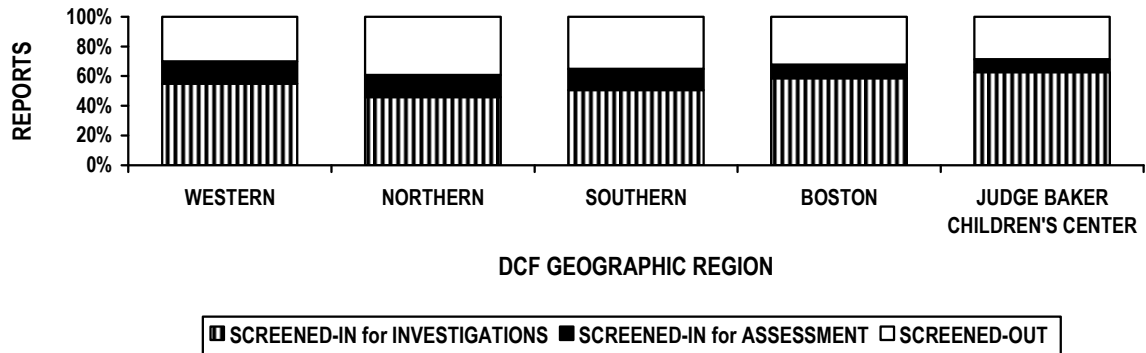 100%
80%
60%
40%
20%
0%
REPORTS
WESTERN
NORTHERN
SOUTHERN
BOSTON
JUDGE BAKER
CHILDREN'S CENTER
DCF GEOGRAPHIC REGION
SCREENED-IN for INVESTIGATIONS
SCREENED-IN for ASSESSMENT
SCREENED-OUT